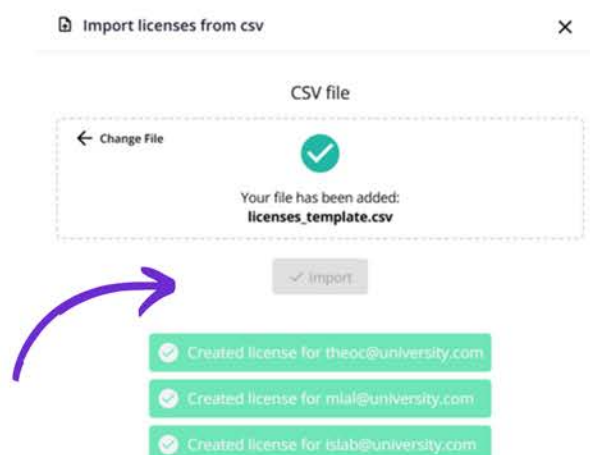 Import licenses from csv
CSV file
Change File
Your file has been added:
licenses_template.csv
Import
Created license for theoc@university.com
Created license for mial@university.com
Created license for islab@university.com